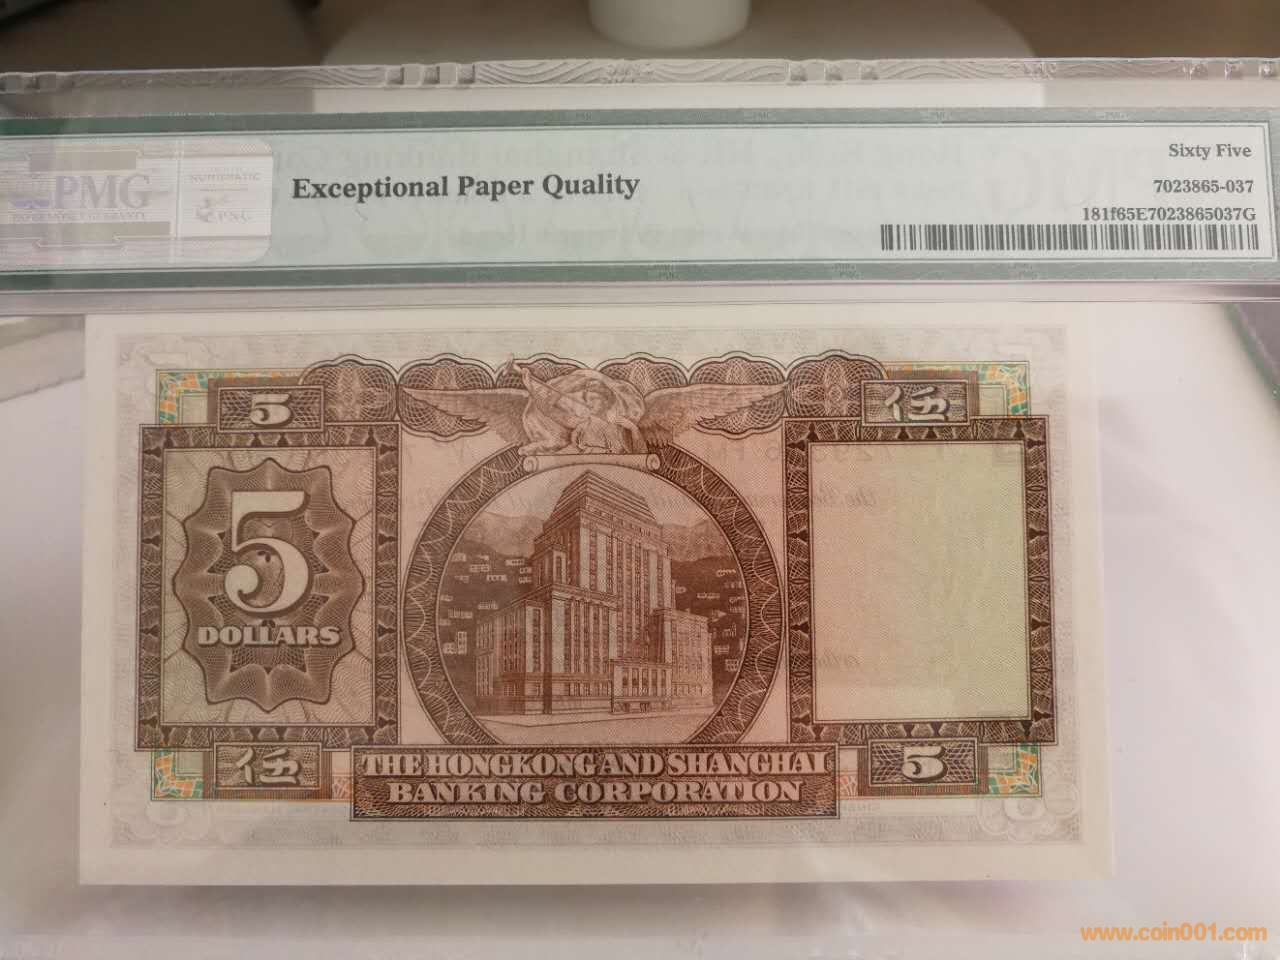 PMG
Exceptional Paper Quality
Sixty Five
7023865-037
181f65E7023865037G
5
伍
5
DOLLARS
伍
5
THE HONGKONG AND SHANGHAI
BANKING CORPORATION
www.coin001.com